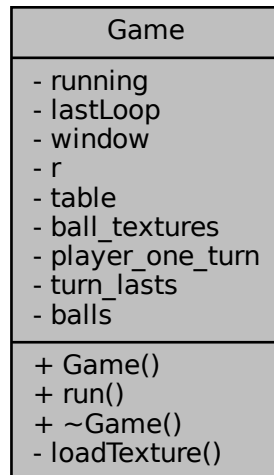 Game
- running
- lastLoop
- window
- r
- table
- ball_textures
- player_one_turn
- turn_lasts
- balls
+ Game()
+ run()
+ ~Game()
- loadTexture()